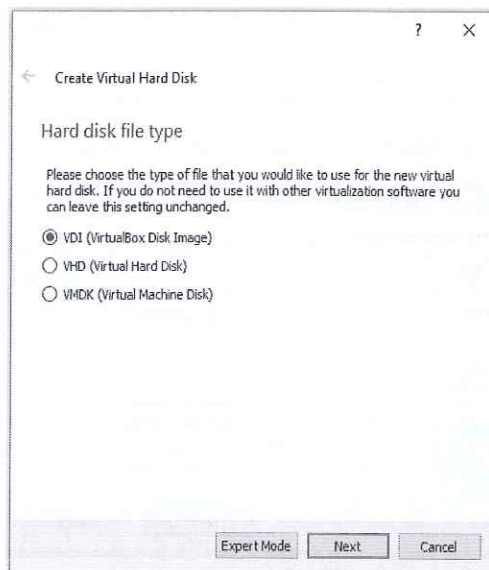 ?
Create Virtual Hard Disk
Hard disk file type
Please choose the type of file that you would like to use for the new virtual
hard disk. If you do not need to use it with other virtualization software you
can leave this setting unchanged.
VDI (VirtualBox Disk Image)
VHD (Virtual Hard Disk)
VMDK (Virtual Machine Disk)
Expert Mode Next Cancel